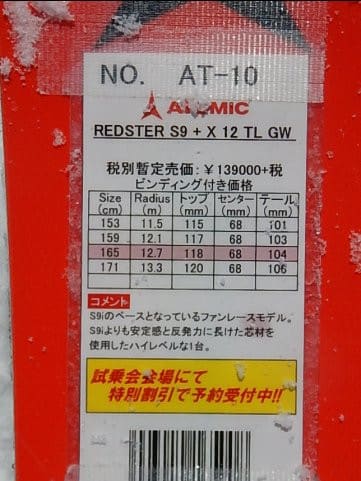 NO. AT-10
ATOMIC
REDSTER S9 + X 12 TL GW
税別暫定売価：￥139000+税
ビンディング付き価格
Size (cm) Radius (m) トップ (mm) センター (mm) テール (mm)
153 11.5 115 68 101
159 12.1 117 68 103
165 12.7 118 68 104
171 13.3 120 68 106
コメント
S9iのベースとなっているファンレースモデル。
S9iよりも安定感と反発力に長けた芯材を
使用したハイレベルな1台。
試乗会会場にて
特別割引で予約受付中!!